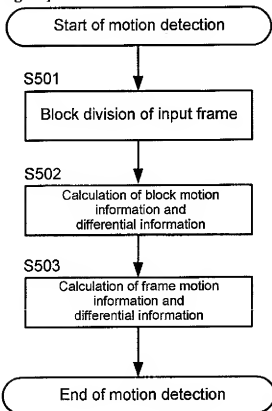 Start of motion detection
S501
Block division of input frame
S502
Calculation of block motion
information and
differential information
S503
Calculation of frame motion
information and
differential information
End of motion detection